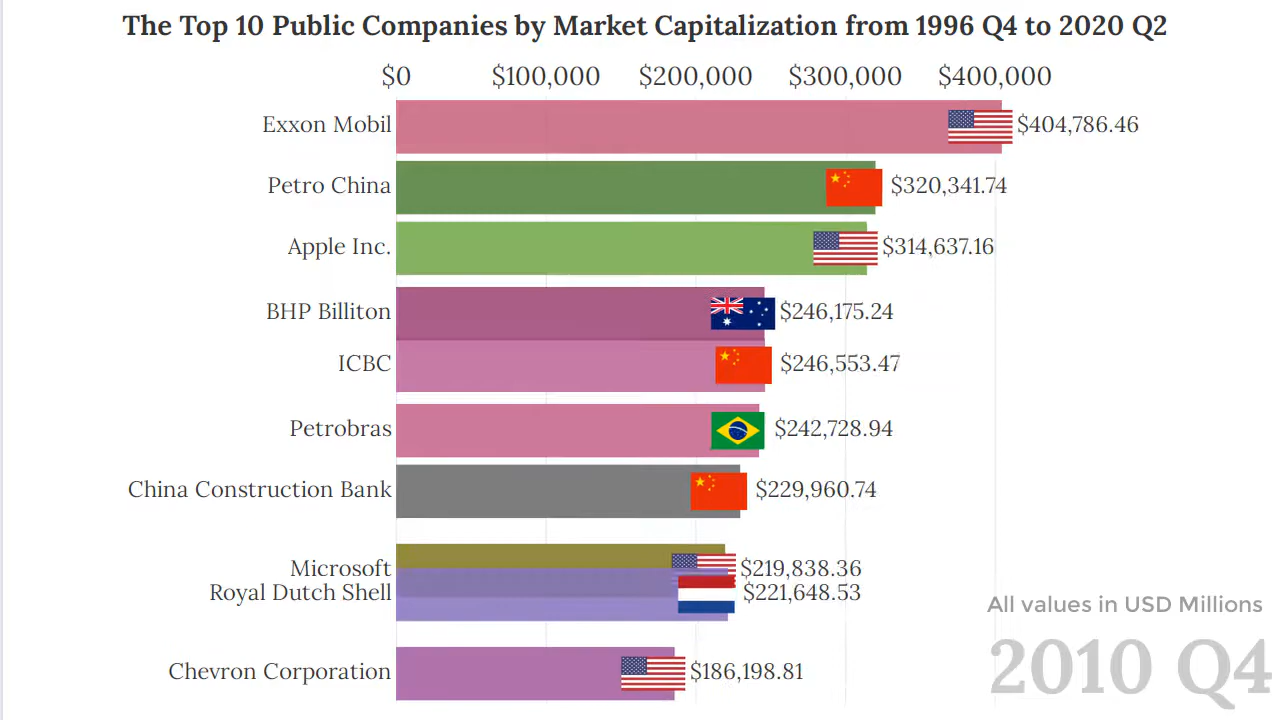 The Top 10 Public Companies by Market Capitalization from 1996 Q4 to 2020 Q2
$0 $100,000 $200,000 $300,000 $400,000
Exxon Mobil $404,786.46
Petro China $320,341.74
Apple Inc. $314,637.16
BHP Billiton $246,175.24
ICBC $246,553.47
Petrobras $242,728.94
China Construction Bank $229,960.74
Microsoft $219,838.36
Royal Dutch Shell $221,648.53
All values in USD Millions
Chevron Corporation $186,198.81
2010 Q4